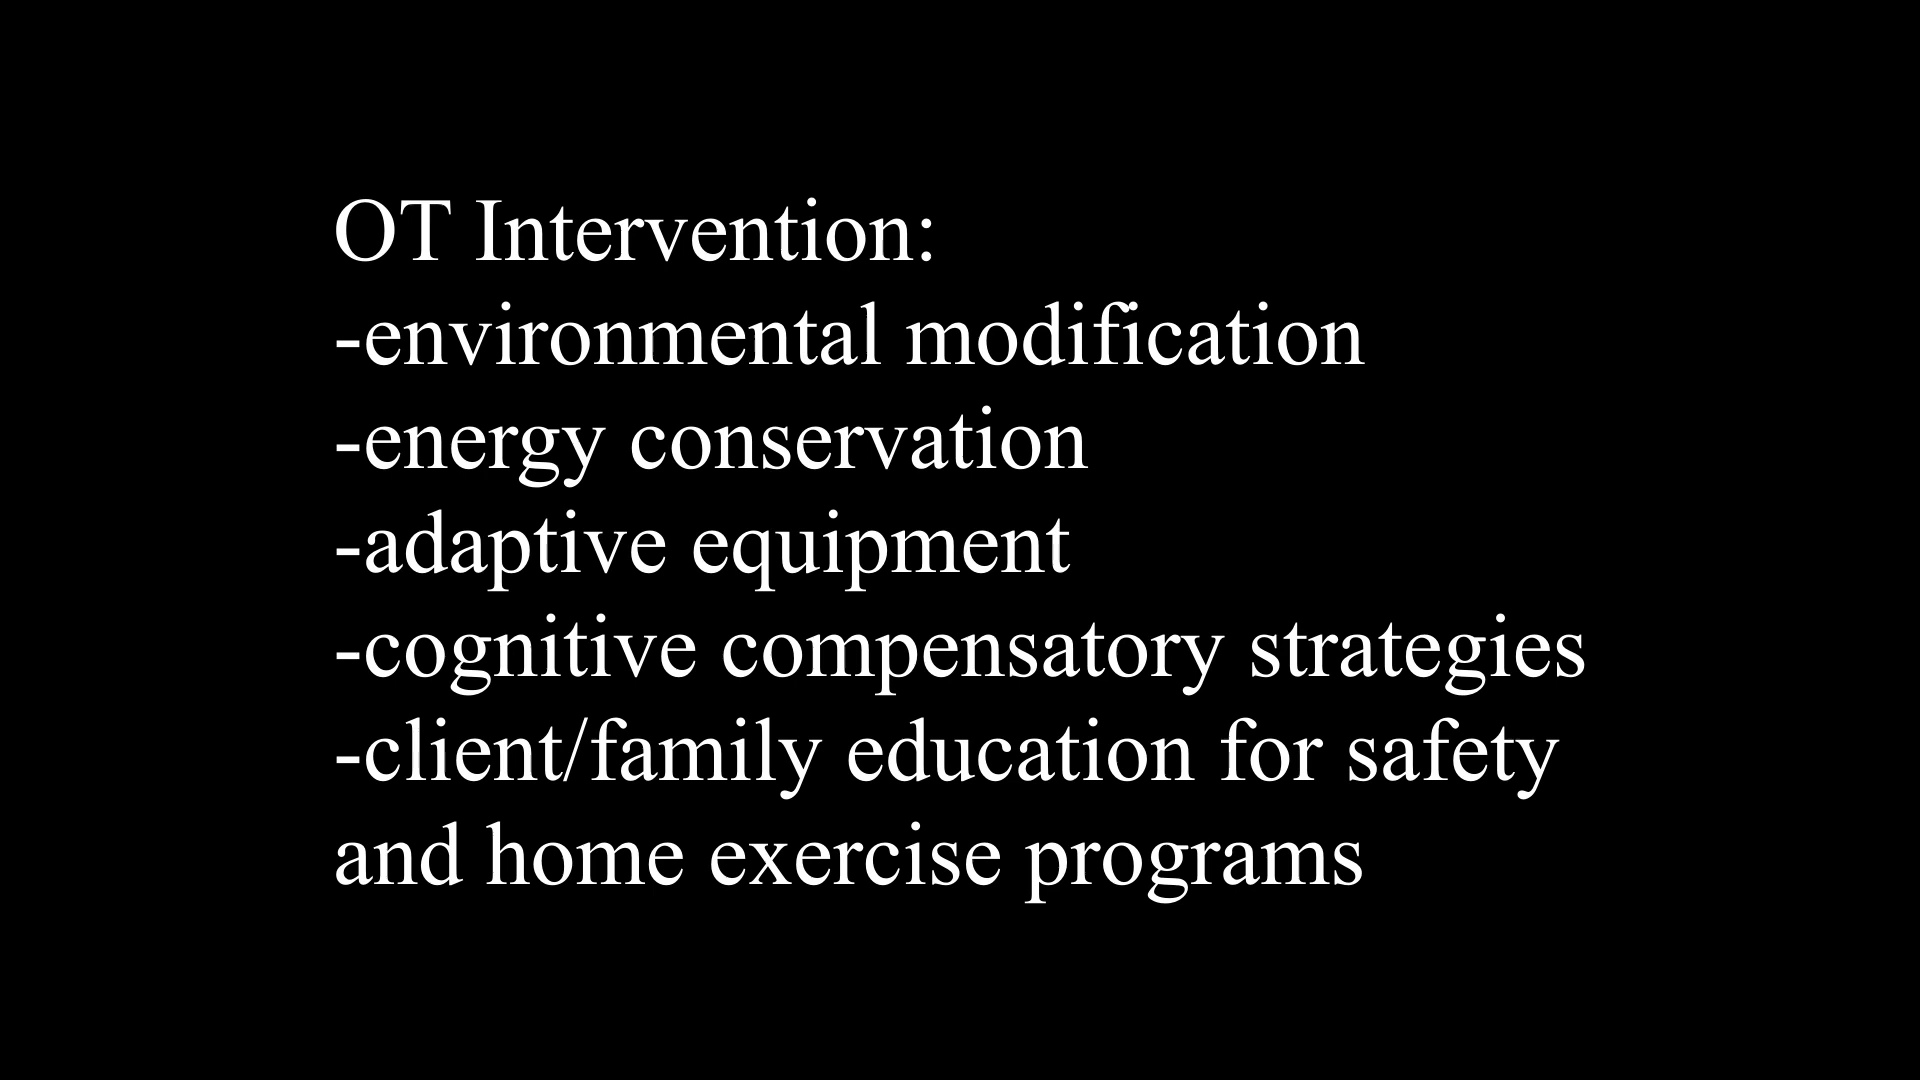 OT Intervention:
-environmental modification
-energy conservation
-adaptive equipment
-cognitive compensatory strategies
-client/family education for safety
and home exercise programs